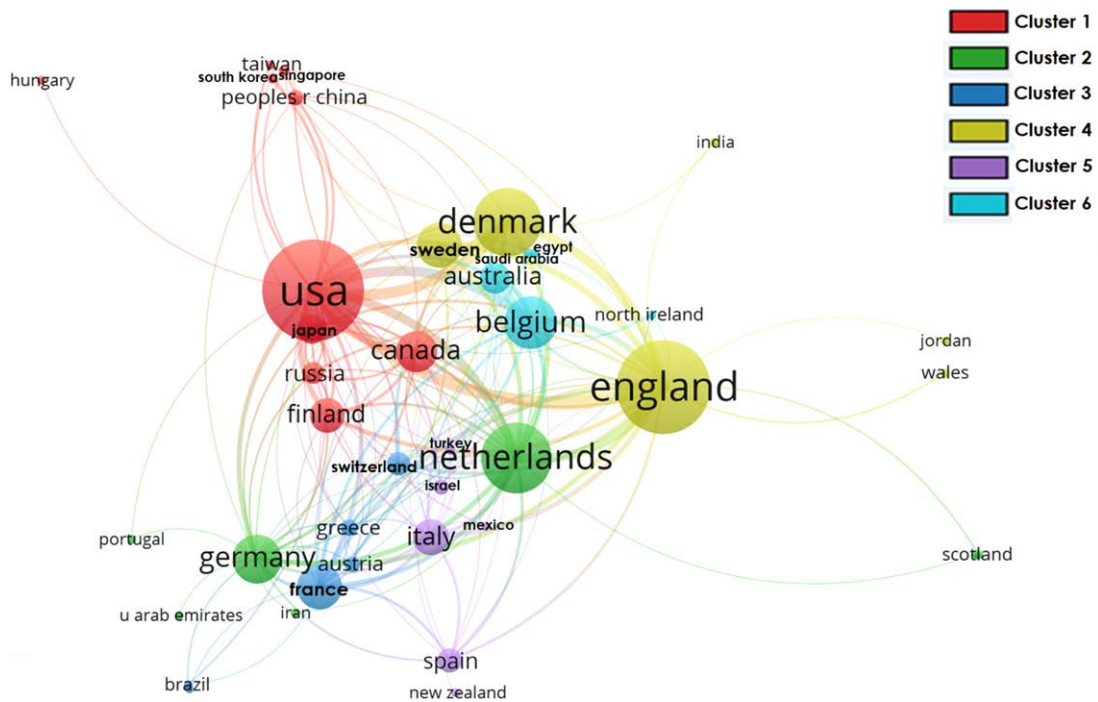 Cluster 1
Cluster 2
Cluster 3
Cluster 4
Cluster 5
Cluster 6
taiwan
south korea
singapore
hungary
peoples r china
india
denmark
sweden
egypt
saudi arabia
australia
usa
north ireland
belgium
japan
jordan
canada
wales
russia
england
finland
turkey
netherlands
switzerland
israel
mexico
greece
italy
portugal
scotland
germany
austria
france
u arab emirates
iran
spain
brazil
new zealand